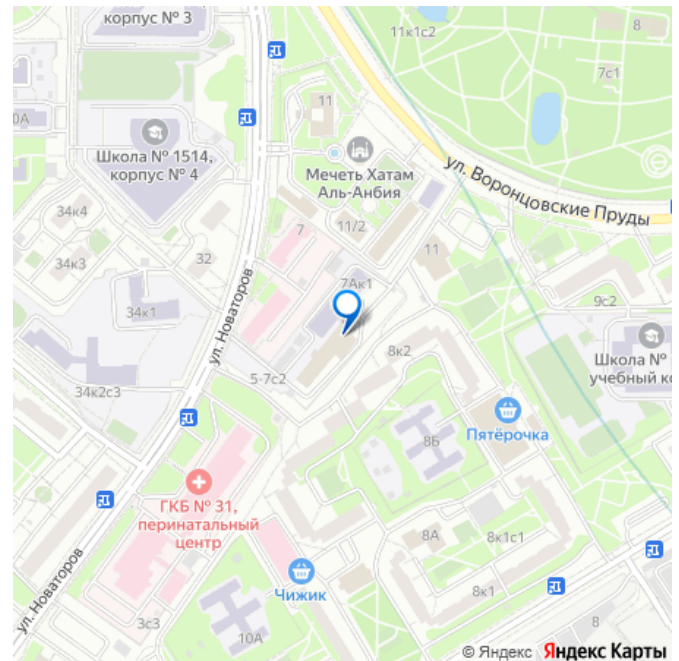 корпус № 3
11к1с2
8
7с1
11
0А
Школа № 1514,
корпус № 4
Мечеть Хатам
Аль-Анбия
ул. Воронцовские Пруды
34к4
7
11/2
32
11
34к3
7Ак1
9с2
34к1
ул. Новаторов
8к2
Школа №
учебный ко
5-7с2
34к2с3
Пятёрочка
8Б
ГКБ № 31,
перинатальный
центр
8А
8к1с1
ул. Новаторов
Чижик
8к1
3с3
8
10А
© Яндекс Яндекс Карты